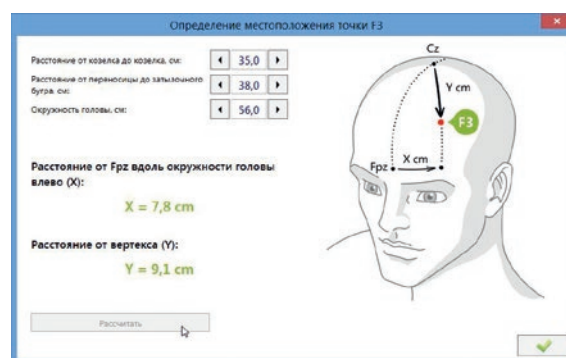 Определение местоположения точки F3
Расстояние от козелка до козелка, см:
35,0
Расстояние от переносицы до затылочного
бугра, см:
38,0
Окружность головы, см:
56,0
Расстояние от Fpz вдоль окружности головы
влево (X):
X = 7,8 cm
Расстояние от вертекса (Y):
Y = 9,1 cm
Рассчитать
Cz
Y cm
F3
Fpz
X cm